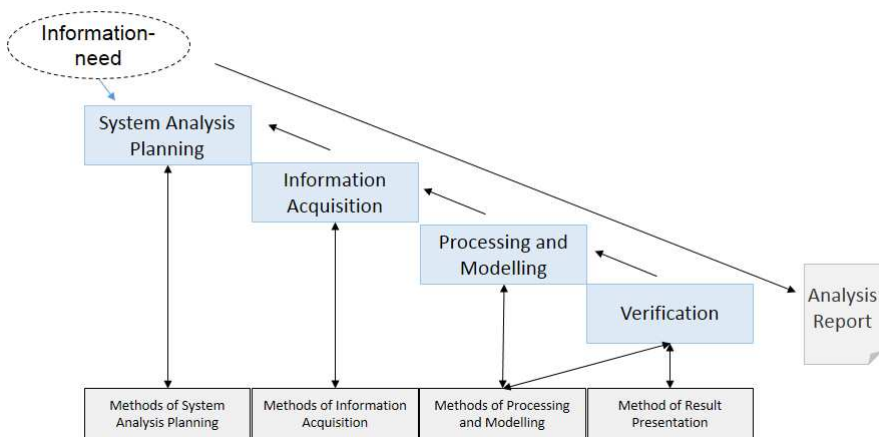 Information-
need
System Analysis
Planning
Information
Acquisition
Processing and
Modelling
Verification
Analysis
Report
Methods of System
Analysis Planning
Methods of Information
Acquisition
Methods of Processing
and Modelling
Method of Result
Presentation